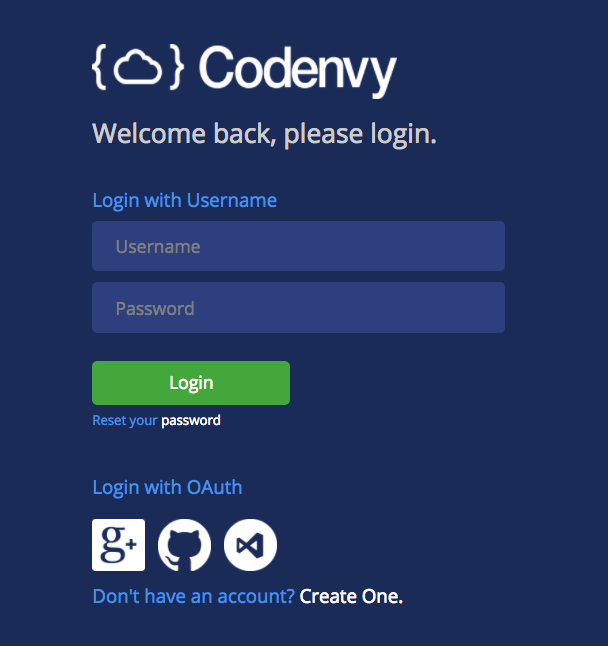 { } Codenvy
Welcome back, please login.
Login with Username
Username
Password
Login
Reset your password
Login with OAuth
g+
Don't have an account? Create One.